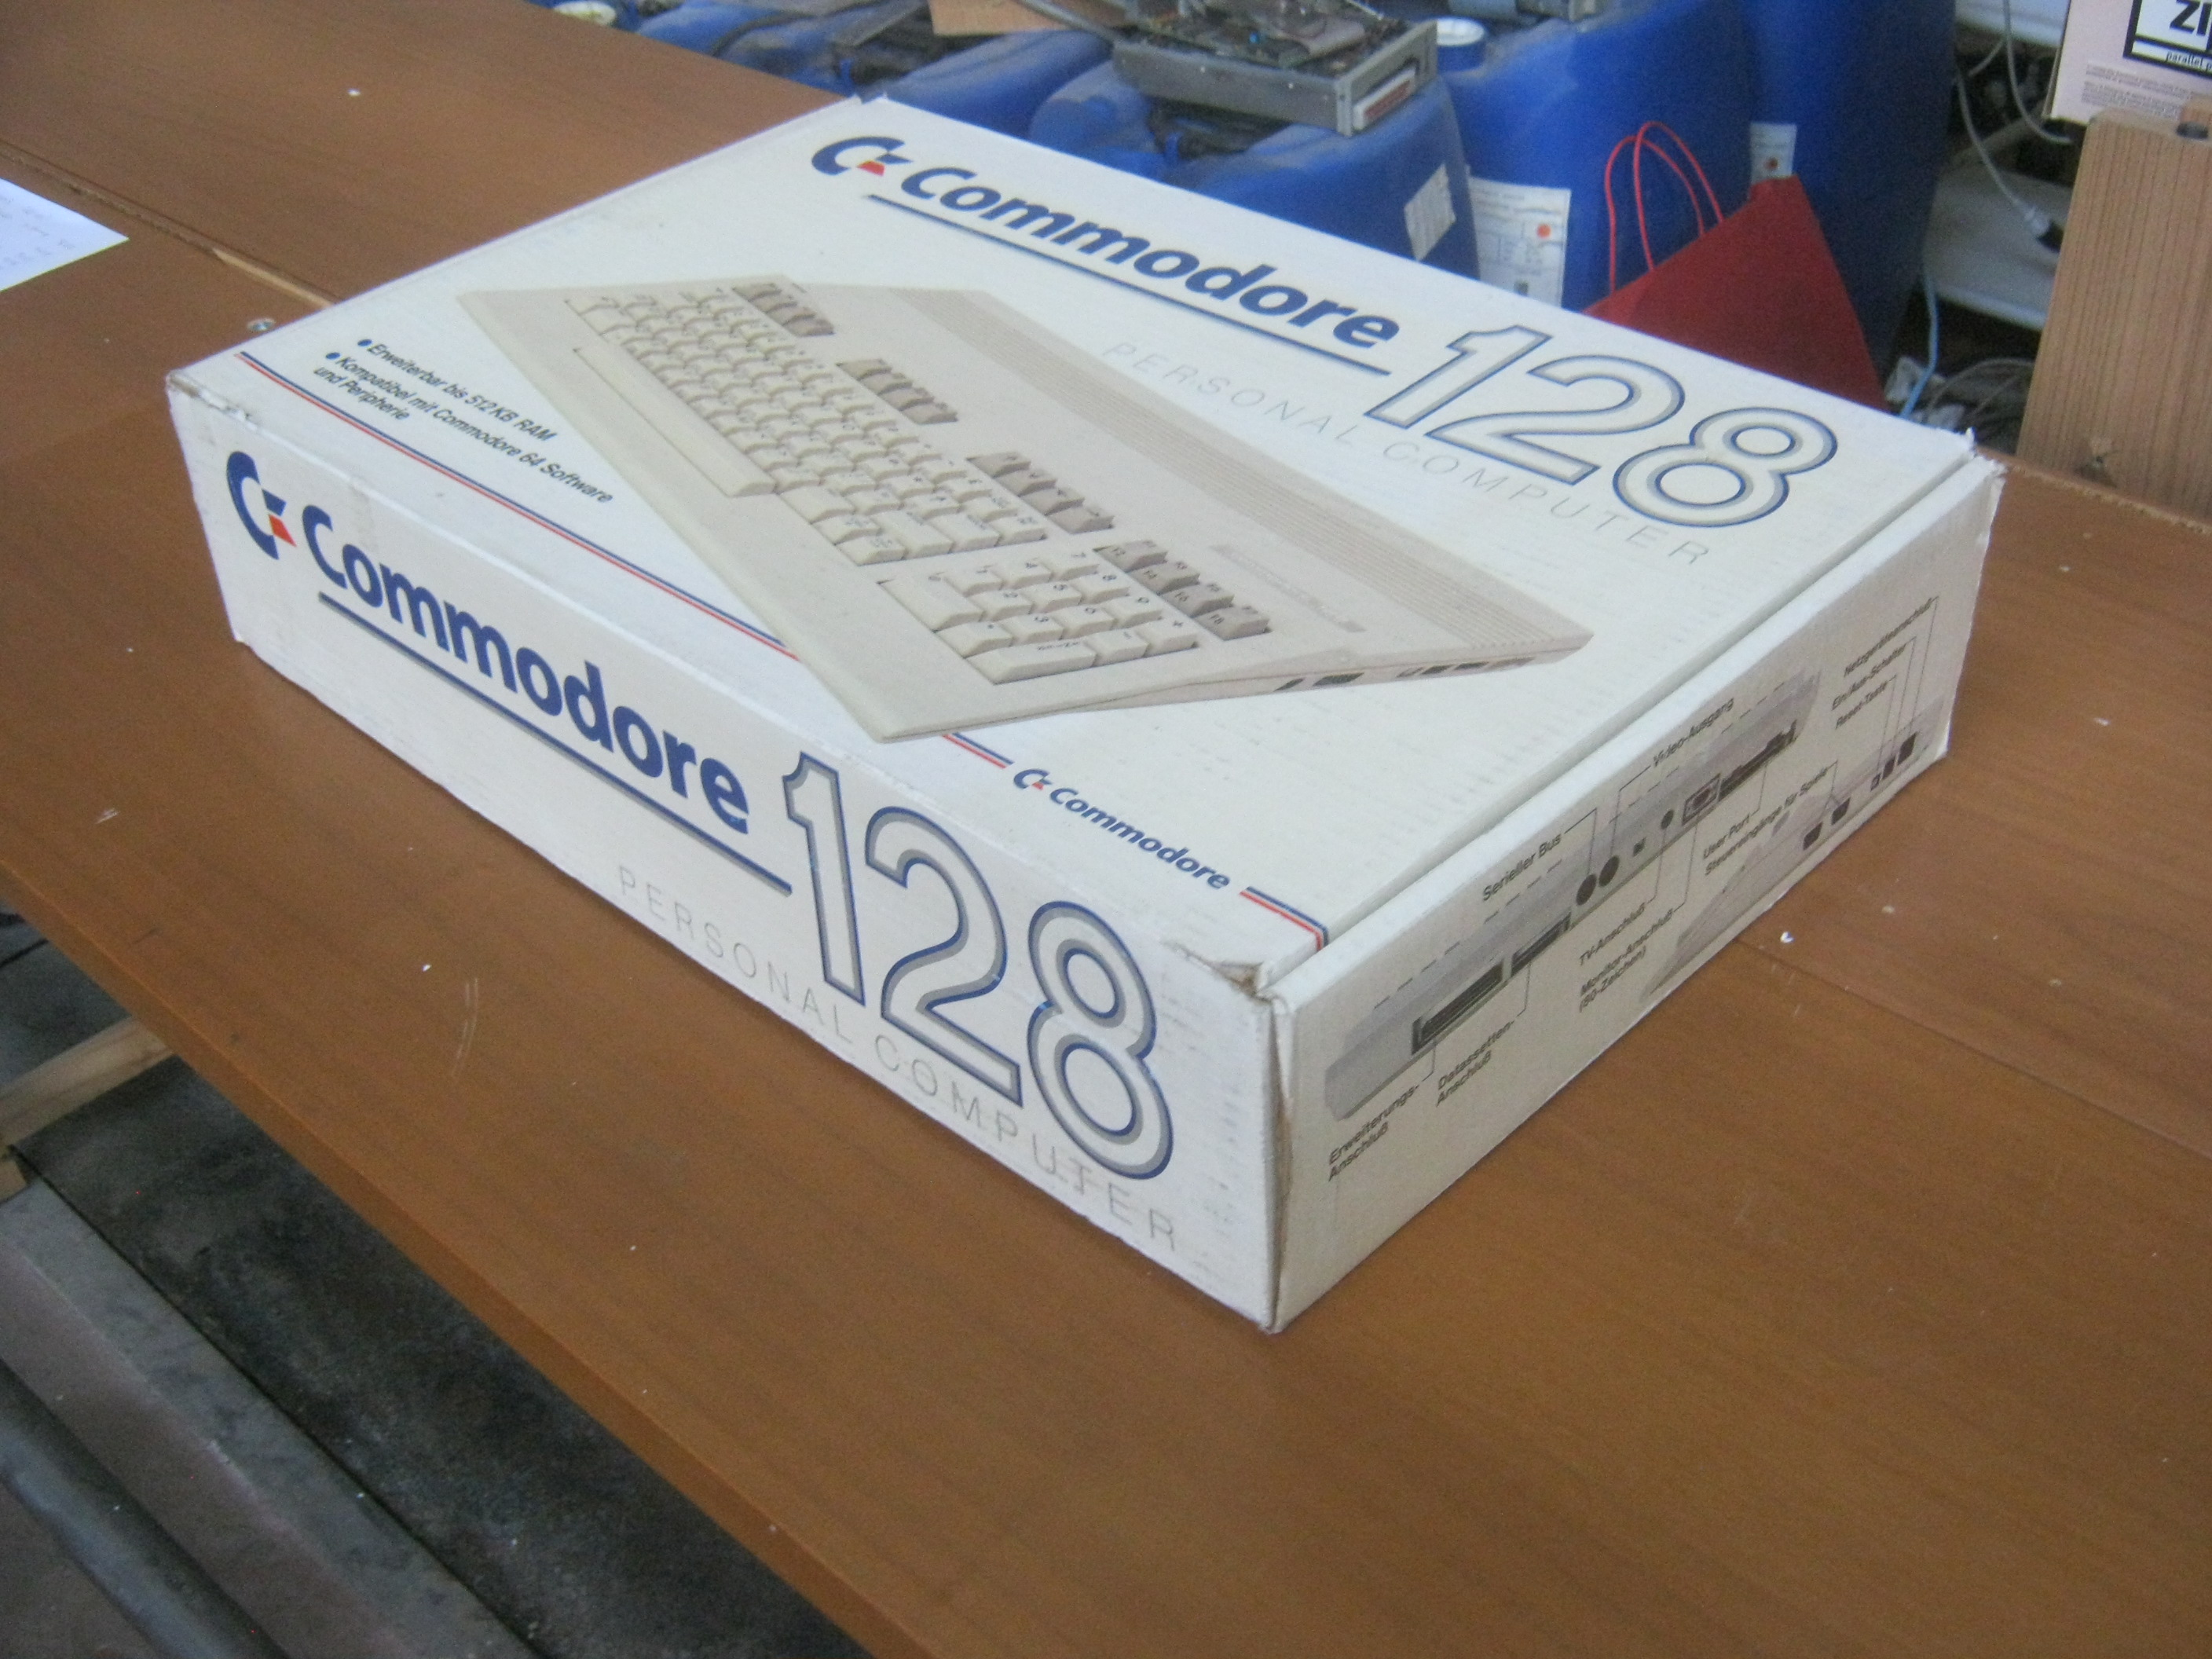 Commodore 128
PERSONAL COMPUTER
• Erweiterbar bis 512 KB RAM
• Kompatibel mit Commodore 64 Software
und Peripherie
Commodore
Commodore 128
PERSONAL COMPUTER
Netzgeräteanschluß
Ein/Aus-Schalter
Reset-Taste
Video-Ausgang
Serieller Bus
User Port
Steuereingänge für Spiele
TV-Anschluß
Monitor-Anschluß
(80-Zeichen)
Datassetten-
Anschluß
Erweiterungs-
Anschluß